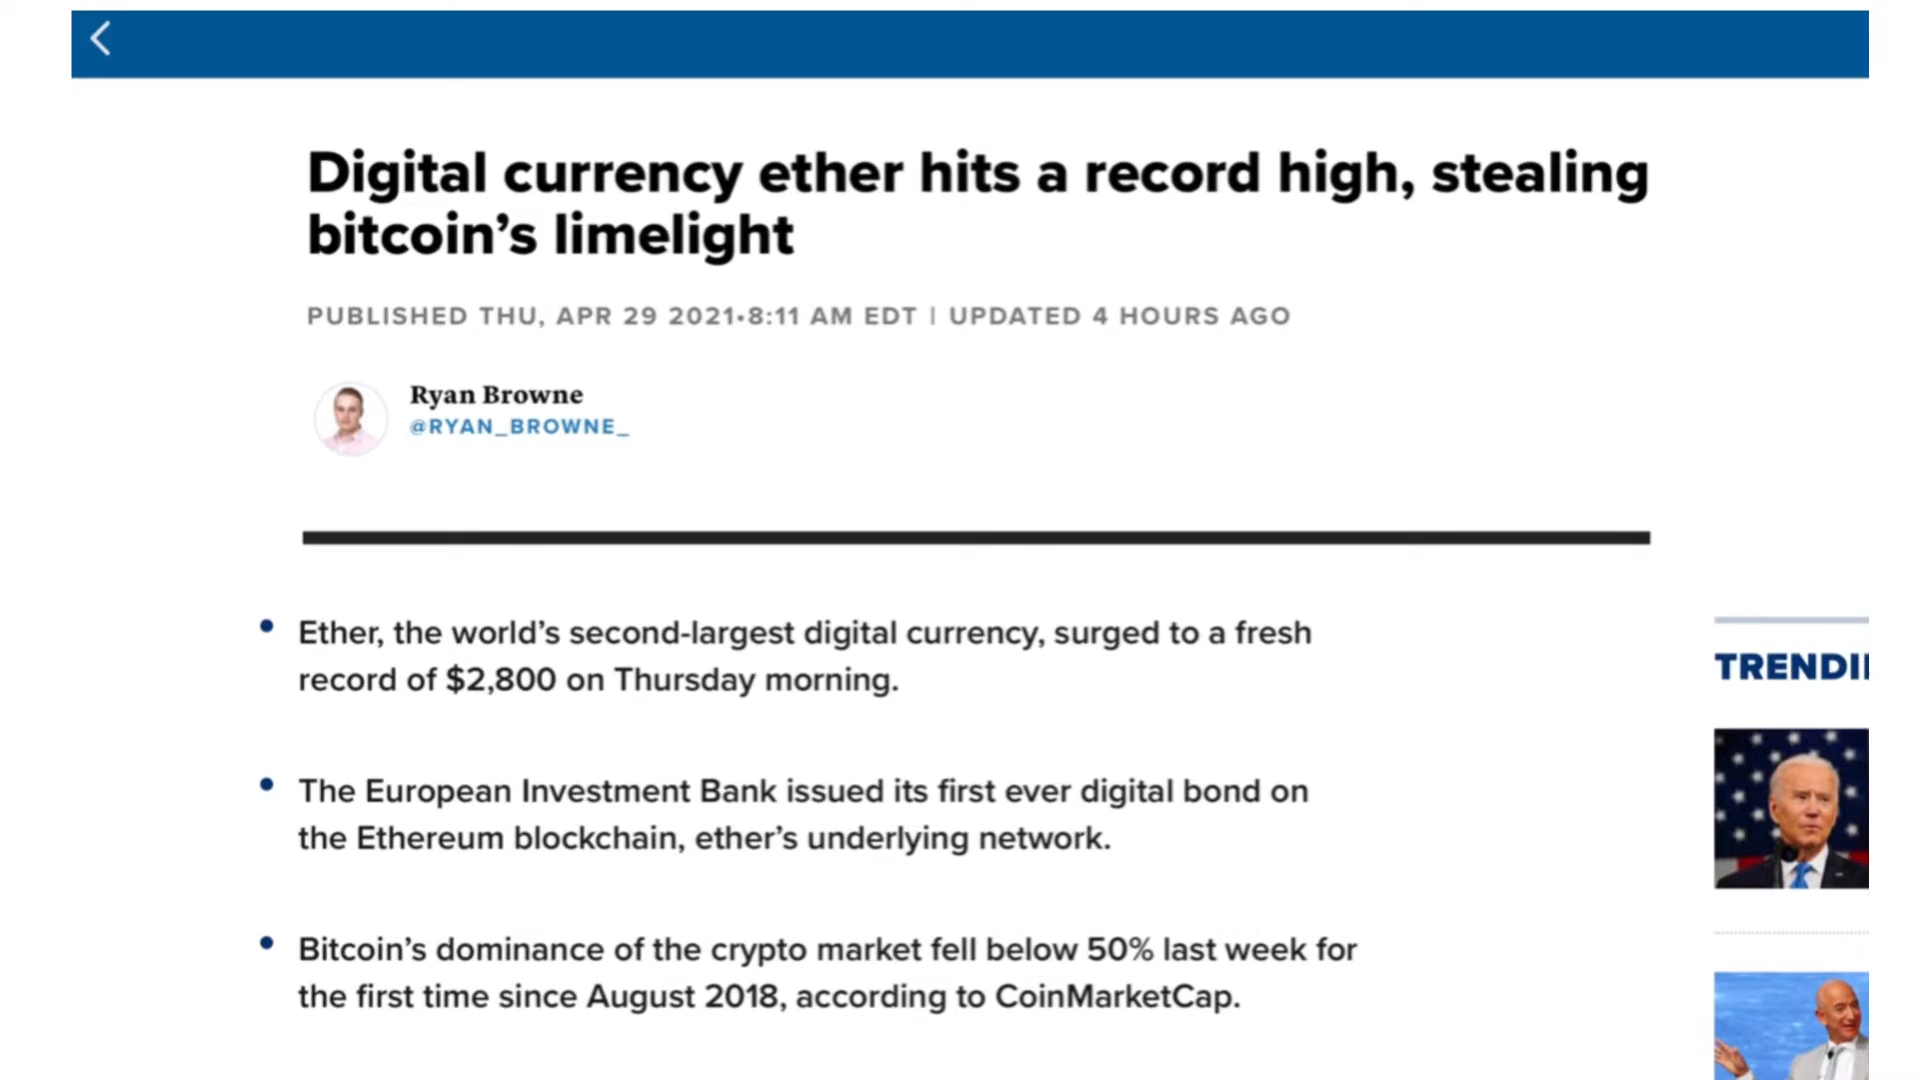 Digital currency ether hits a record high, stealing
bitcoin’s limelight
PUBLISHED THU, APR 29 2021•8:11 AM EDT | UPDATED 4 HOURS AGO
Ryan Browne
@RYAN_BROWNE_
• Ether, the world’s second-largest digital currency, surged to a fresh
record of $2,800 on Thursday morning.
• The European Investment Bank issued its first ever digital bond on
the Ethereum blockchain, ether’s underlying network.
• Bitcoin’s dominance of the crypto market fell below 50% last week for
the first time since August 2018, according to CoinMarketCap.
TRENDI